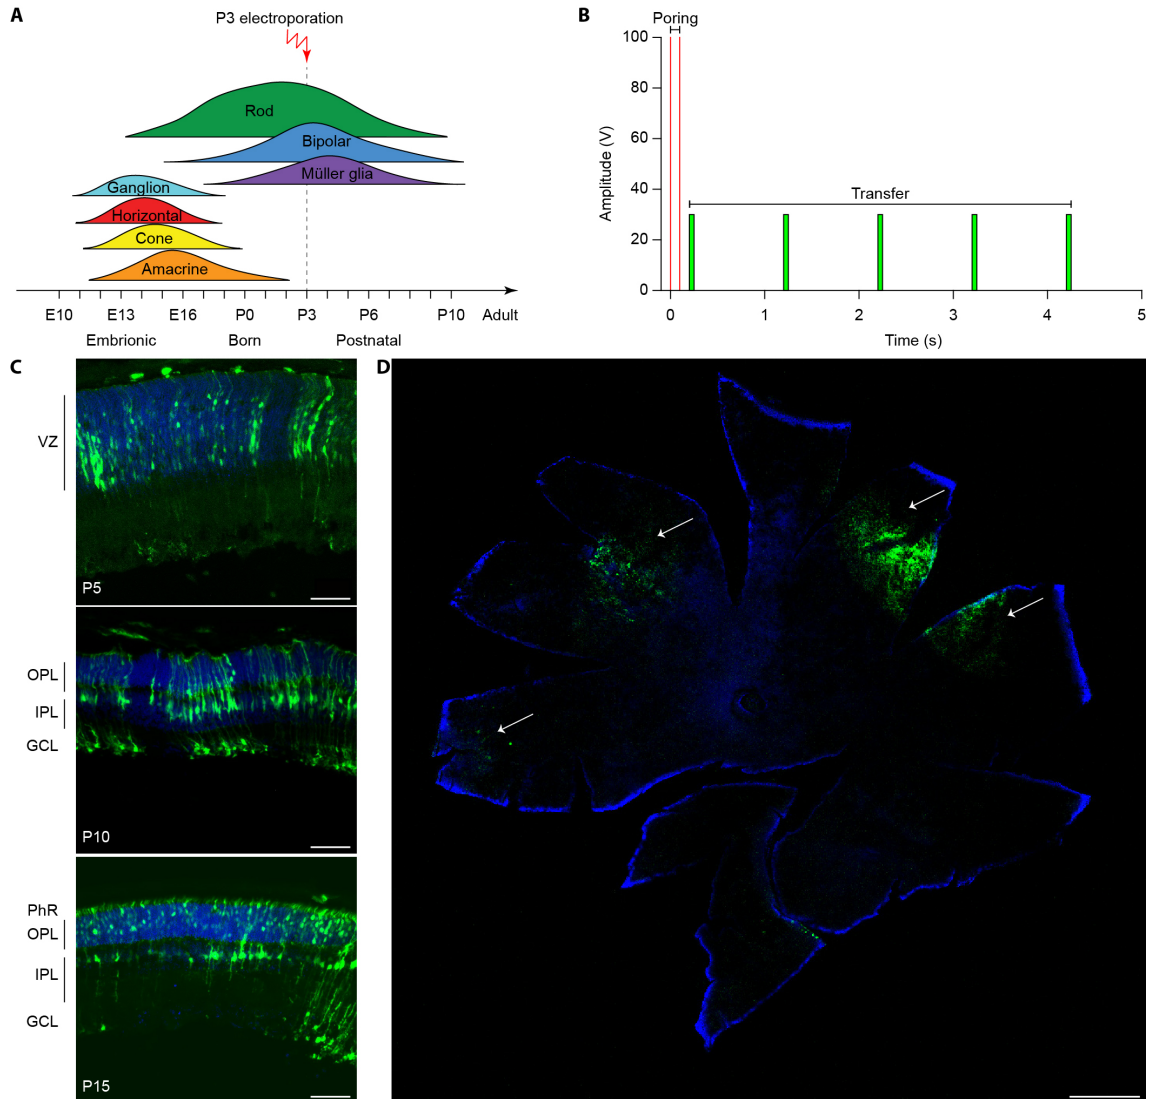 A
P3 electroporation
Rod
Bipolar
Müller glia
Ganglion
Horizontal
Cone
Amacrine
E10 E13 E16 P0 P3 P6 P10 Adult
Embrionic Born Postnatal
B
Poring
100
80
60
40
20
0
Amplitude (V)
Transfer
0 1 2 3 4 5
Time (s)
C
VZ
P5
OPL
IPL
GCL
P10
PhR
OPL
IPL
GCL
P15
D